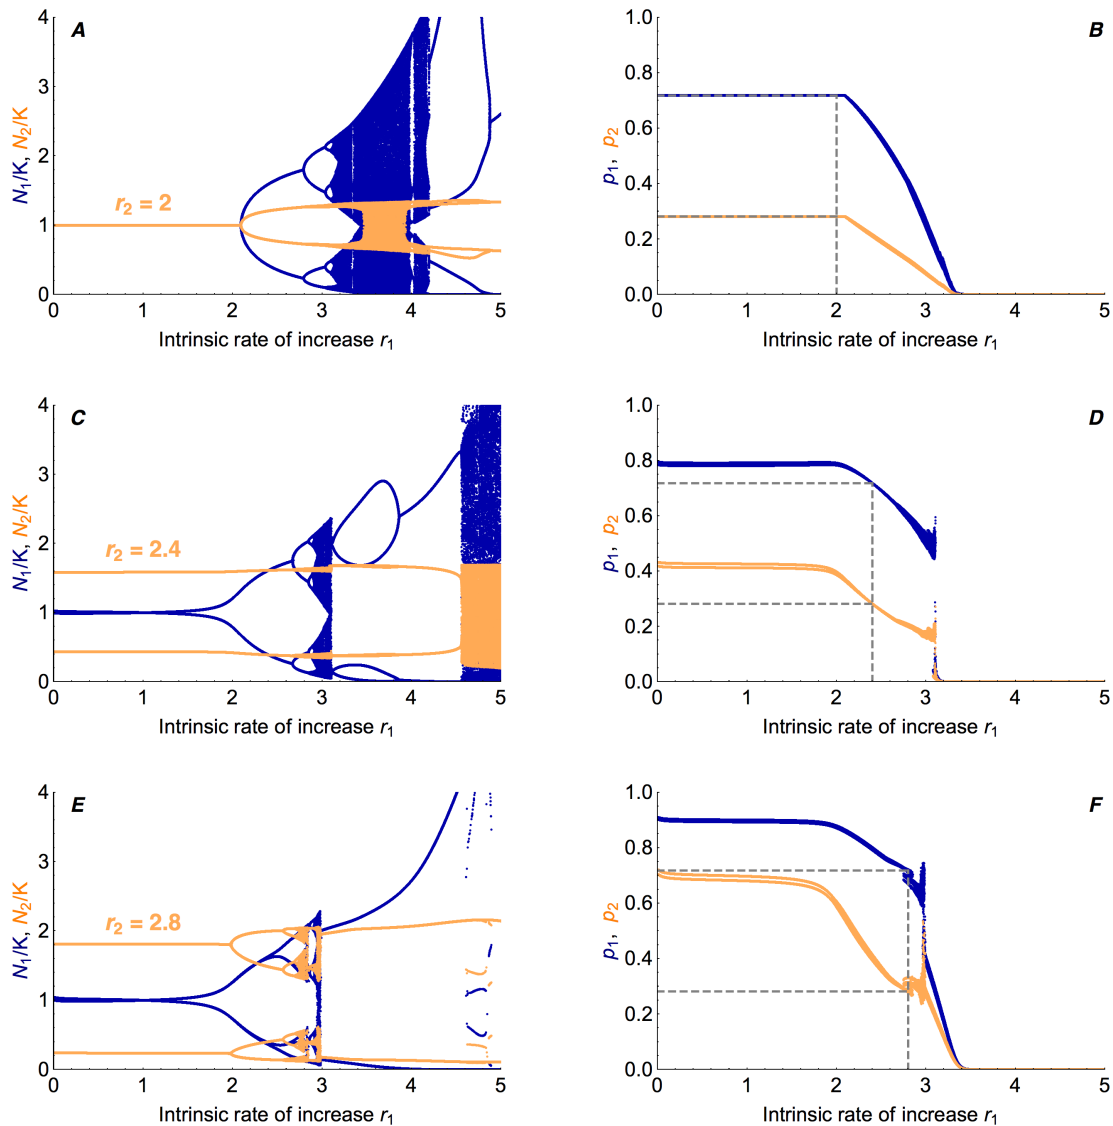 A
N1/K, N2/K
4
3
2
1
0
r2 = 2
0 1 2 3 4 5
Intrinsic rate of increase r1
B
p1, p2
1.0
0.8
0.6
0.4
0.2
0.0
0 1 2 3 4 5
Intrinsic rate of increase r1
C
N1/K, N2/K
4
3
2
1
0
r2 = 2.4
0 1 2 3 4 5
Intrinsic rate of increase r1
D
p1, p2
1.0
0.8
0.6
0.4
0.2
0.0
0 1 2 3 4 5
Intrinsic rate of increase r1
E
N1/K, N2/K
4
3
2
1
0
r2 = 2.8
0 1 2 3 4 5
Intrinsic rate of increase r1
F
p1, p2
1.0
0.8
0.6
0.4
0.2
0.0
0 1 2 3 4 5
Intrinsic rate of increase r1